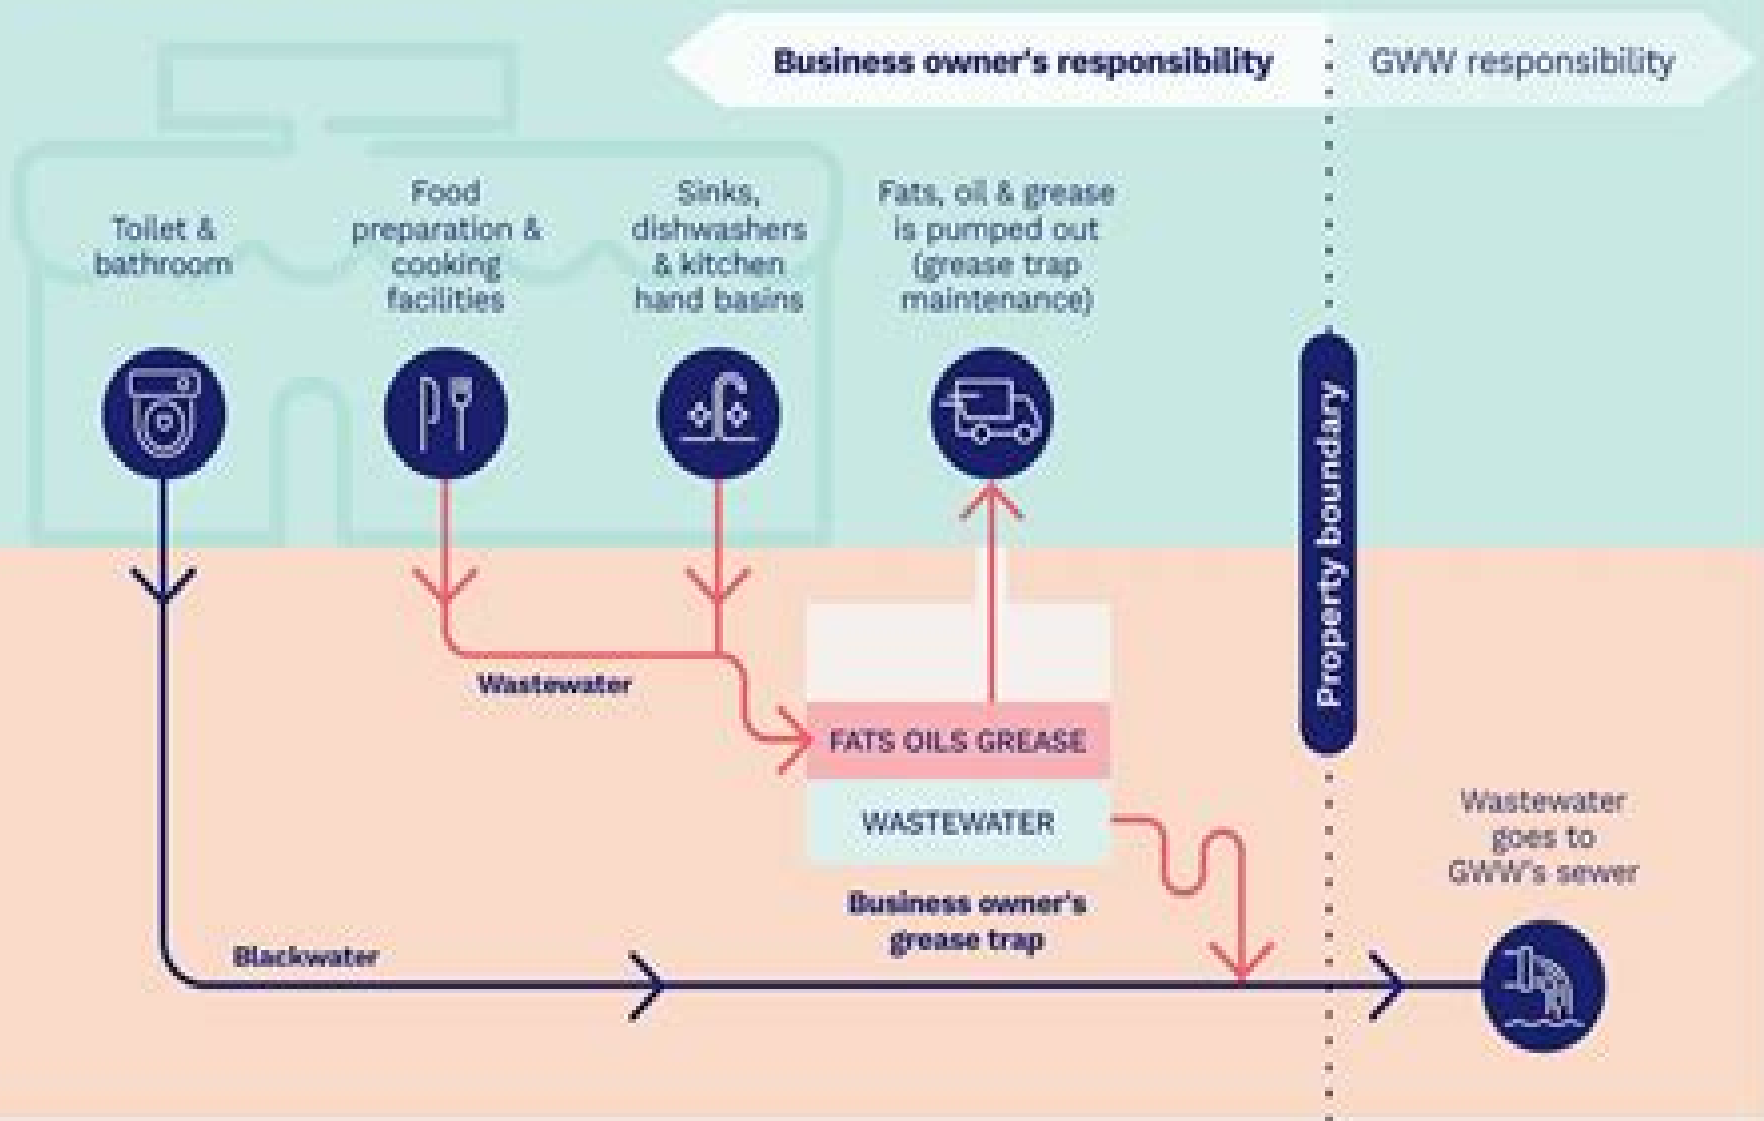 Business owner's responsibility
GWW responsibility
Toilet &
bathroom
Food
preparation &
cooking
facilities
Sinks,
dishwashers
& kitchen
hand basins
Fats, oil & grease
is pumped out
(grease trap
maintenance)
Property boundary
Wastewater
FATS OILS GREASE
WASTEWATER
Business owner's
grease trap
Wastewater
goes to
GWW's sewer
Blackwater